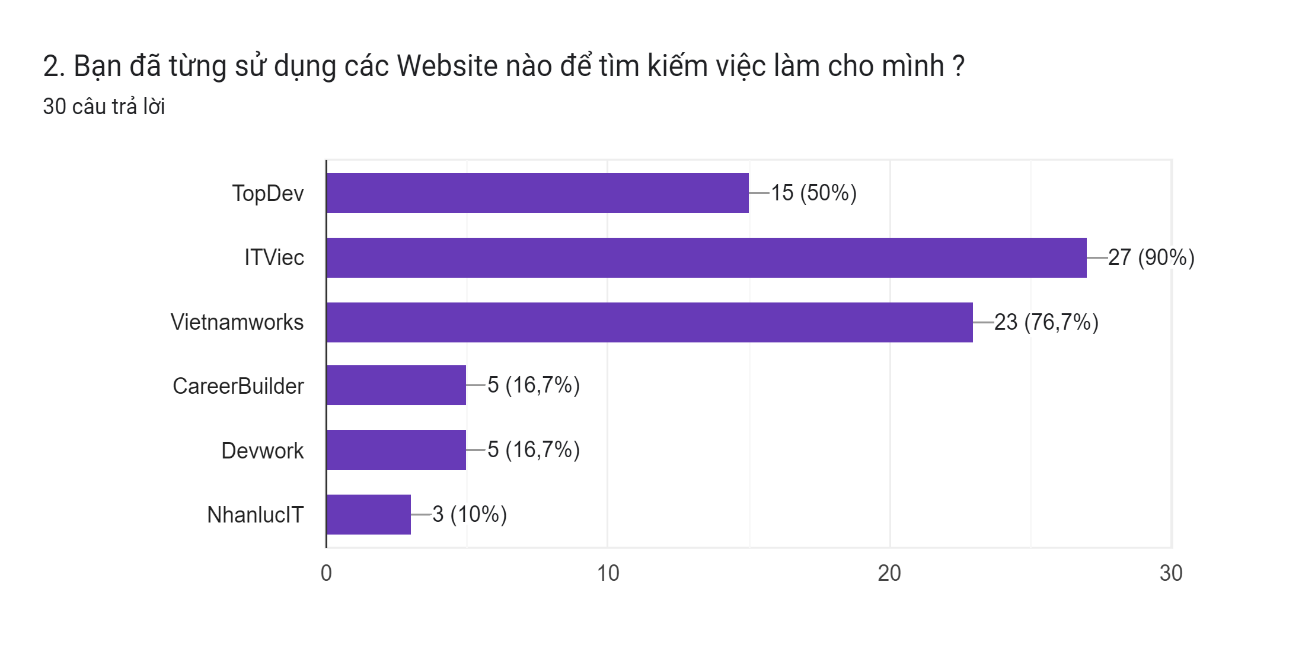 2. Bạn đã từng sử dụng các Website nào để tìm kiếm việc làm cho mình ?
30 câu trả lời
TopDev 15 (50%)
ITViec 27 (90%)
Vietnamworks 23 (76,7%)
CareerBuilder 5 (16,7%)
Devwork 5 (16,7%)
NhanlucIT 3 (10%)
0 10 20 30